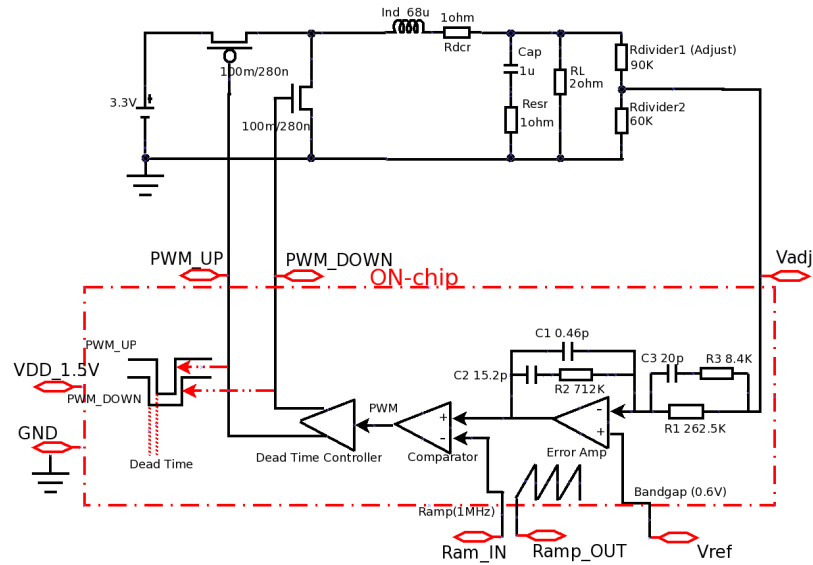 Ind 68u
1ohm
Rdcr
Cap
1u
Rdivider1 (Adjust)
90K
100m/280n
RL
2ohm
3.3V
Resr
1ohm
Rdivider2
60K
100m/280n
PWM_UP
PWM_DOWN
Vadj
ON-chip
PWM_UP
C1 0.46p
C3 20p
R3 8.4K
VDD_1.5V
C2 15.2p
R2 712K
PWM_DOWN
PWM
+
-
-
+
R1 262.5K
GND
Dead Time
Dead Time Controller
Comparator
Error Amp
Bandgap (0.6V)
Ramp(1MHz)
Ram_IN
Ramp_OUT
Vref